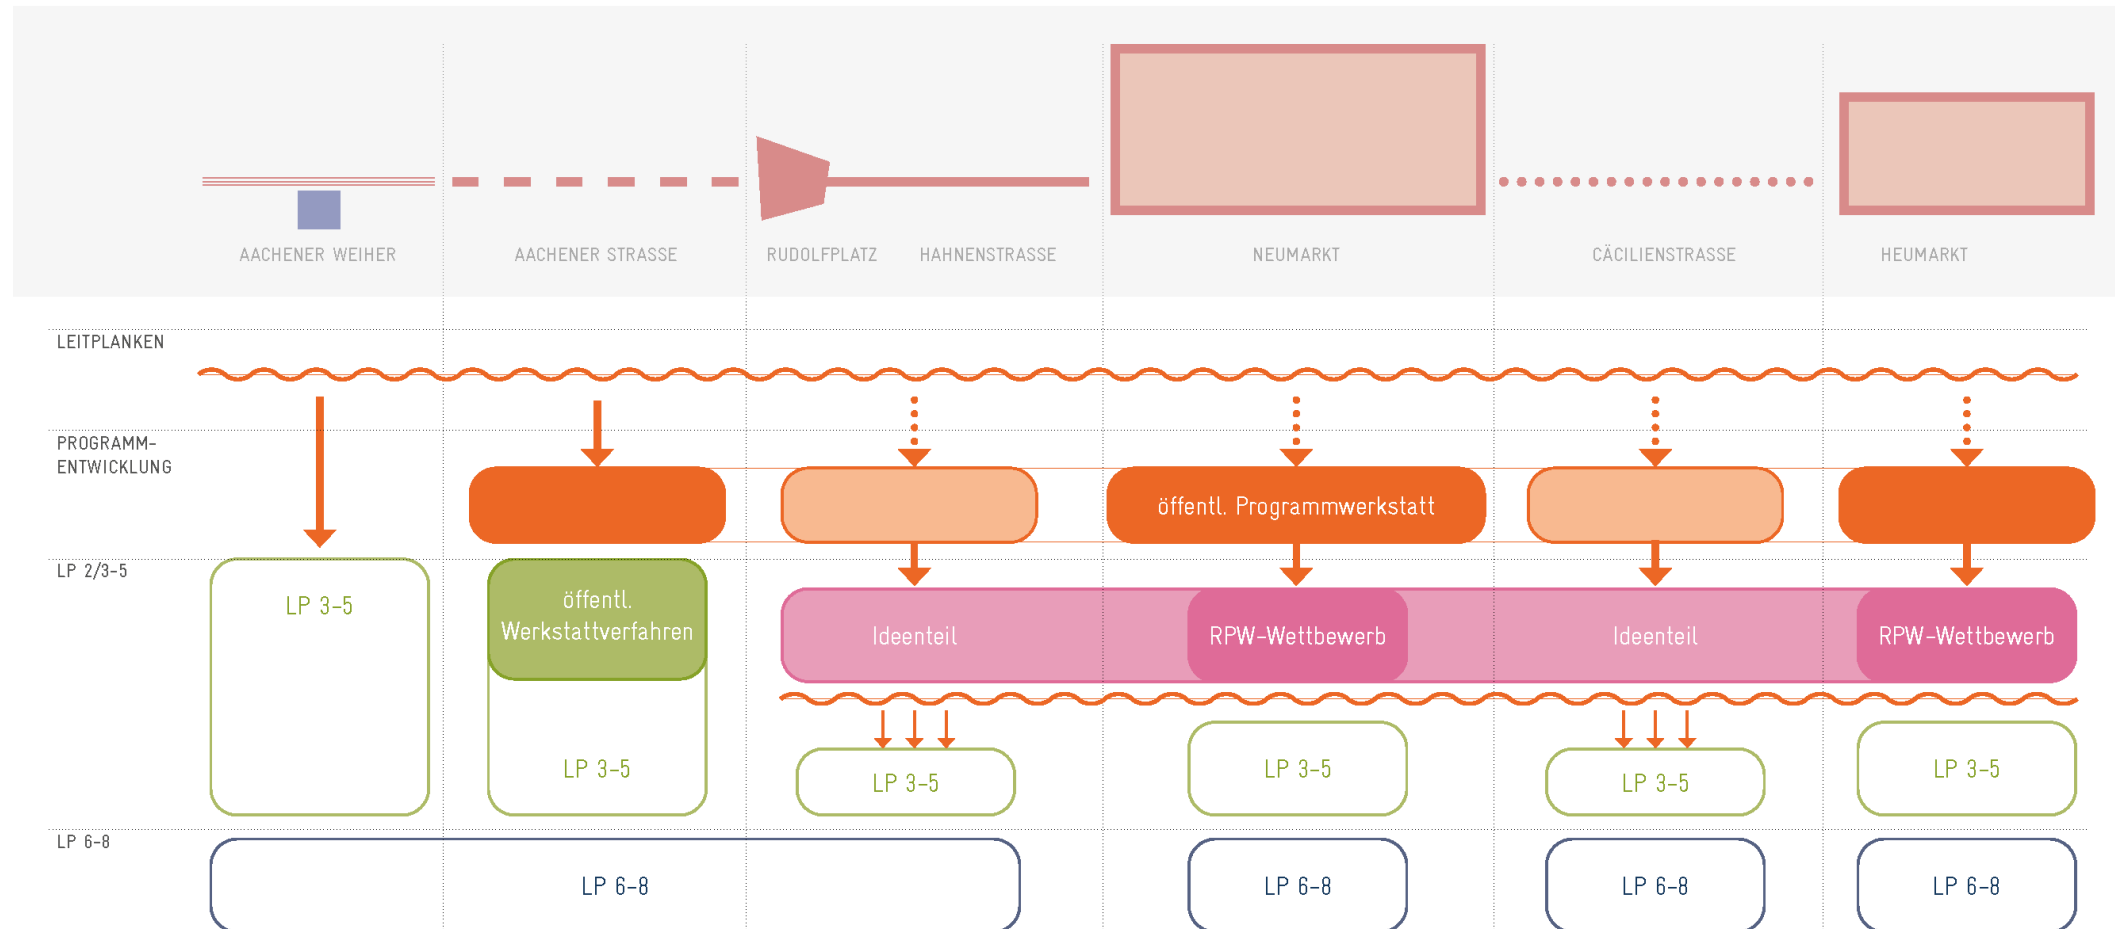 AACHENER WEIHER
AACHENER STRASSE
RUDOLFPLATZ
HAHNENSTRASSE
NEUMARKT
CÄCILIENSTRASSE
HEUMARKT
LEITPLANKEN
PROGRAMM-
ENTWICKLUNG
öffentl. Programmwerkstatt
LP 2/3-5
LP 3-5
öffentl.
Werkstattverfahren
Ideenteil
RPW-Wettbewerb
Ideenteil
RPW-Wettbewerb
LP 3-5
LP 3-5
LP 3-5
LP 3-5
LP 3-5
LP 6-8
LP 6-8
LP 6-8
LP 6-8
LP 6-8